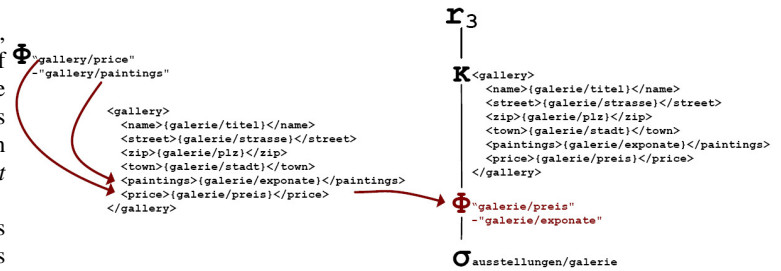 ,
f
e
s
n
t
s
s
Φ"gallery/price"
-"gallery/paintings"
<gallery>
<name>{galerie/titel}</name>
<street>{galerie/strasse}</street>
<zip>{galerie/plz}</zip>
<town>{galerie/stadt}</town>
<paintings>{galerie/exponate}</paintings>
<price>{galerie/preis}</price>
</gallery>
r3
κ<gallery>
<name>{galerie/titel}</name>
<street>{galerie/strasse}</street>
<zip>{galerie/plz}</zip>
<town>{galerie/stadt}</town>
<paintings>{galerie/exponate}</paintings>
<price>{galerie/preis}</price>
</gallery>
Φ"galerie/preis"
-"galerie/exponate"
σausstellungen/galerie